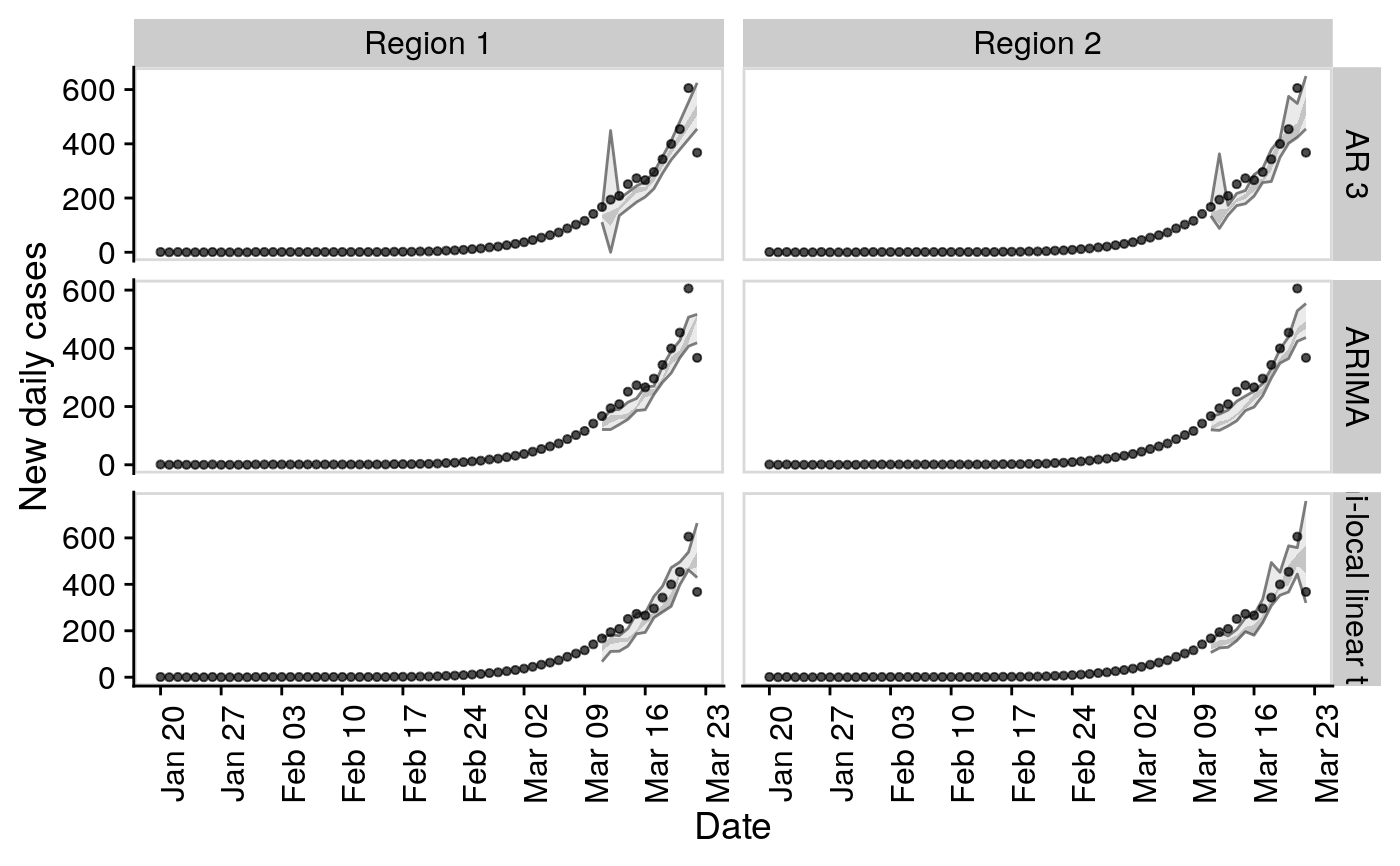 Region 1
Region 2
600
400
200
0
AR 3
600
400
200
0
ARIMA
600
400
200
0
i-local linear t
New daily cases
Jan 20
Jan 27
Feb 03
Feb 10
Feb 17
Feb 24
Mar 02
Mar 09
Mar 16
Mar 23
Jan 20
Jan 27
Feb 03
Feb 10
Feb 17
Feb 24
Mar 02
Mar 09
Mar 16
Mar 23
Date